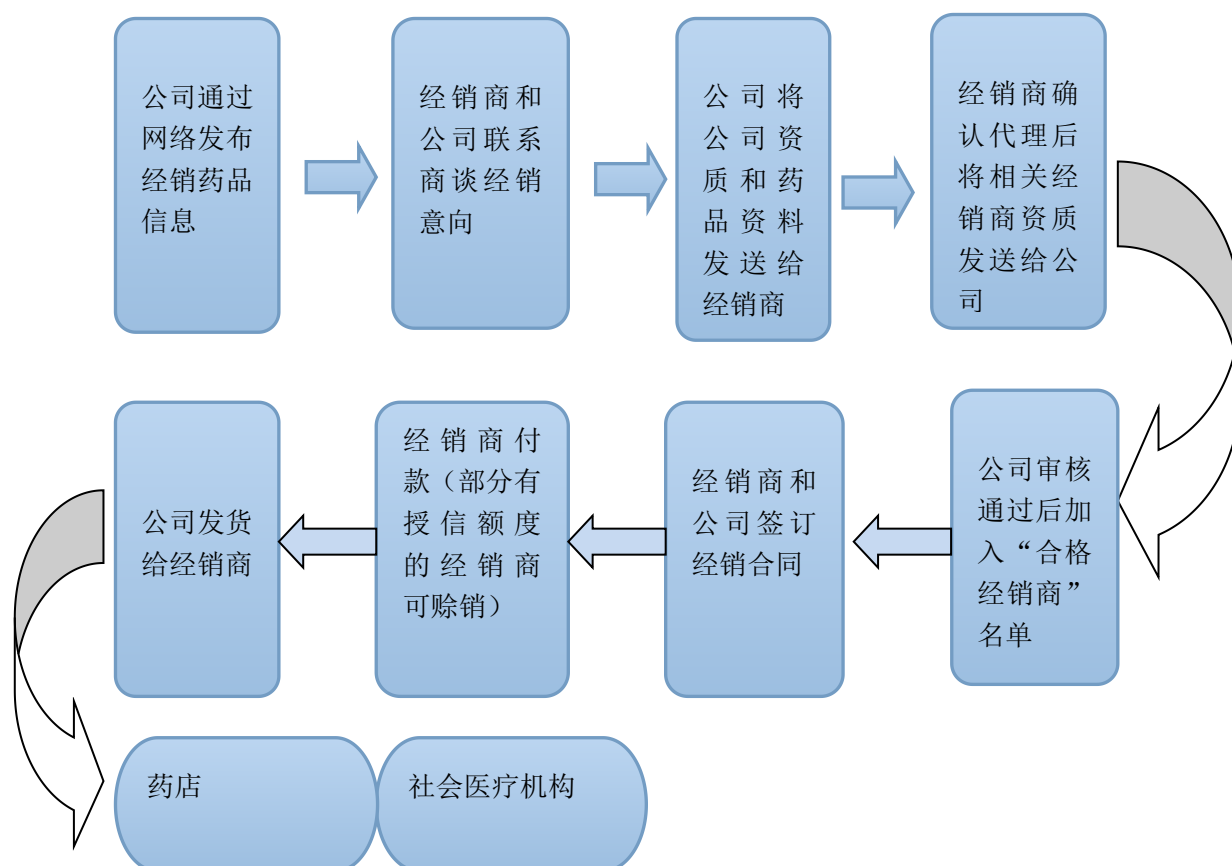 公司通过
网络发布
经销药品
信息
经销商和
公司联系
商谈经销
意向
公司将
公司资
质和药
品资料
发送给
经销商
经销商确
认代理后
将相关经
销商资质
发送给公
司
公司审核
通过后加
入“合格
经销商”
名单
经销商和
公司签订
经销合同
经销商付
款（部分有
授信额度
的经销商
可赊销）
公司发货
给经销商
药店
社会医疗机构